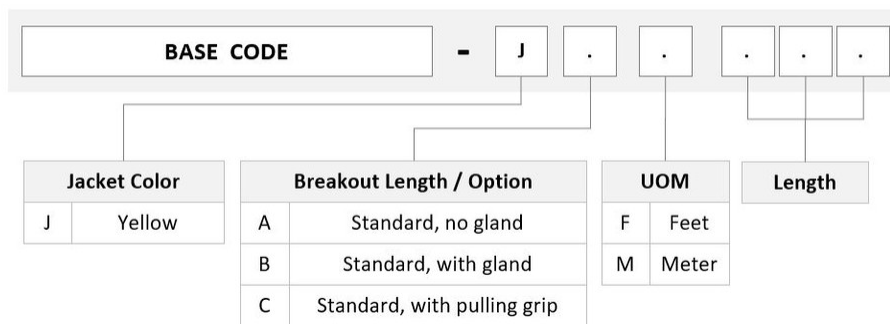 BASE CODE - J . . . . .
Jacket Color
J Yellow
Breakout Length / Option
A Standard, no gland
B Standard, with gland
C Standard, with pulling grip
UOM
F Feet
M Meter
Length